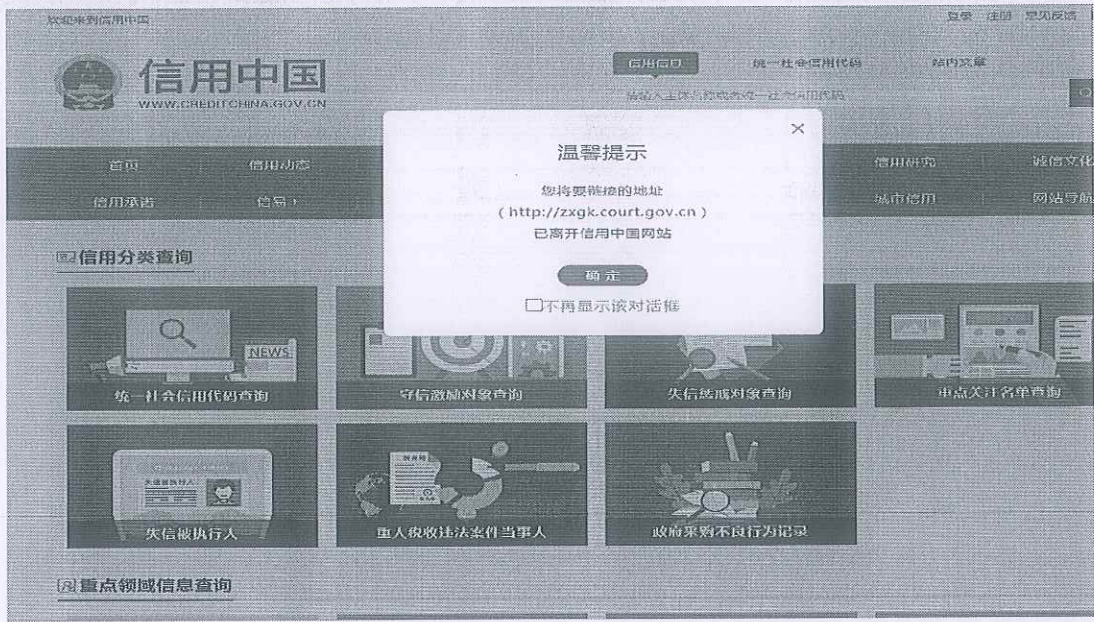 欢迎来到信用中国
登录 注册 意见反馈
信用中国
WWW.CREDITCHINA.GOV.CN
信用信息 统一社会信用代码 站内文章
×
温馨提示
您将要链接的地址
( http://zxgk.court.gov.cn )
已离开信用中国网站
确定
不再显示该对话框
首页 信用动态 信用研究 诚信文化
信用承诺 信易+ 城市信用 网站导航
信用分类查询
NEWS
统一社会信用代码查询 守信激励对象查询 失信惩戒对象查询 重点关注名单查询
失信被执行人
失信被执行人 重大税收违法案件当事人 政府采购不良行为记录
重点领域信息查询